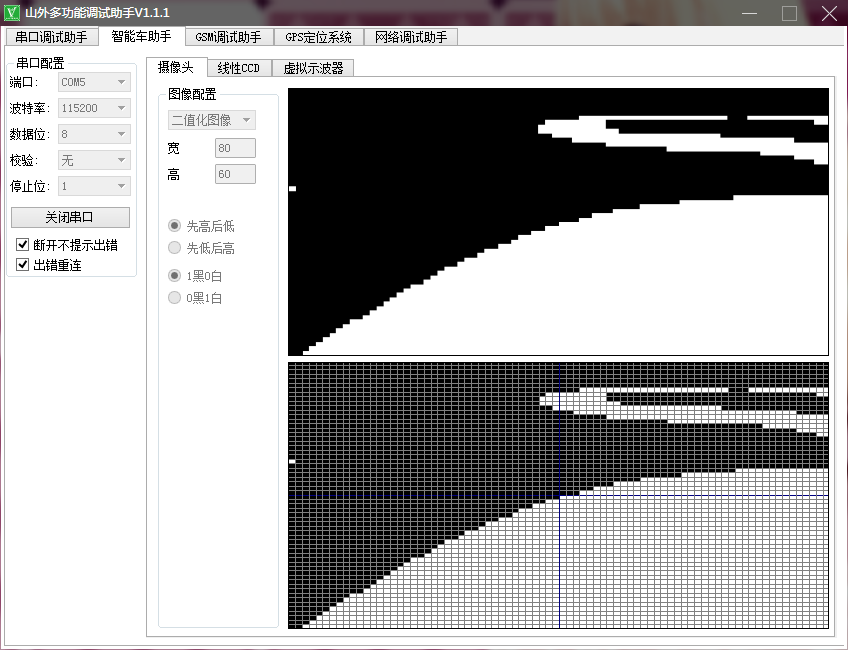 山外多功能调试助手V1.1.1
串口调试助手 智能车助手 GSM调试助手 GPS定位系统 网络调试助手
串口配置
端口: COM5
波特率: 115200
数据位: 8
校验: 无
停止位: 1
关闭串口
断开不提示出错
出错重连
摄像头 线性CCD 虚拟示波器
图像配置
二值化图像
宽 80
高 60
先高后低
先低后高
1黑0白
0黑1白